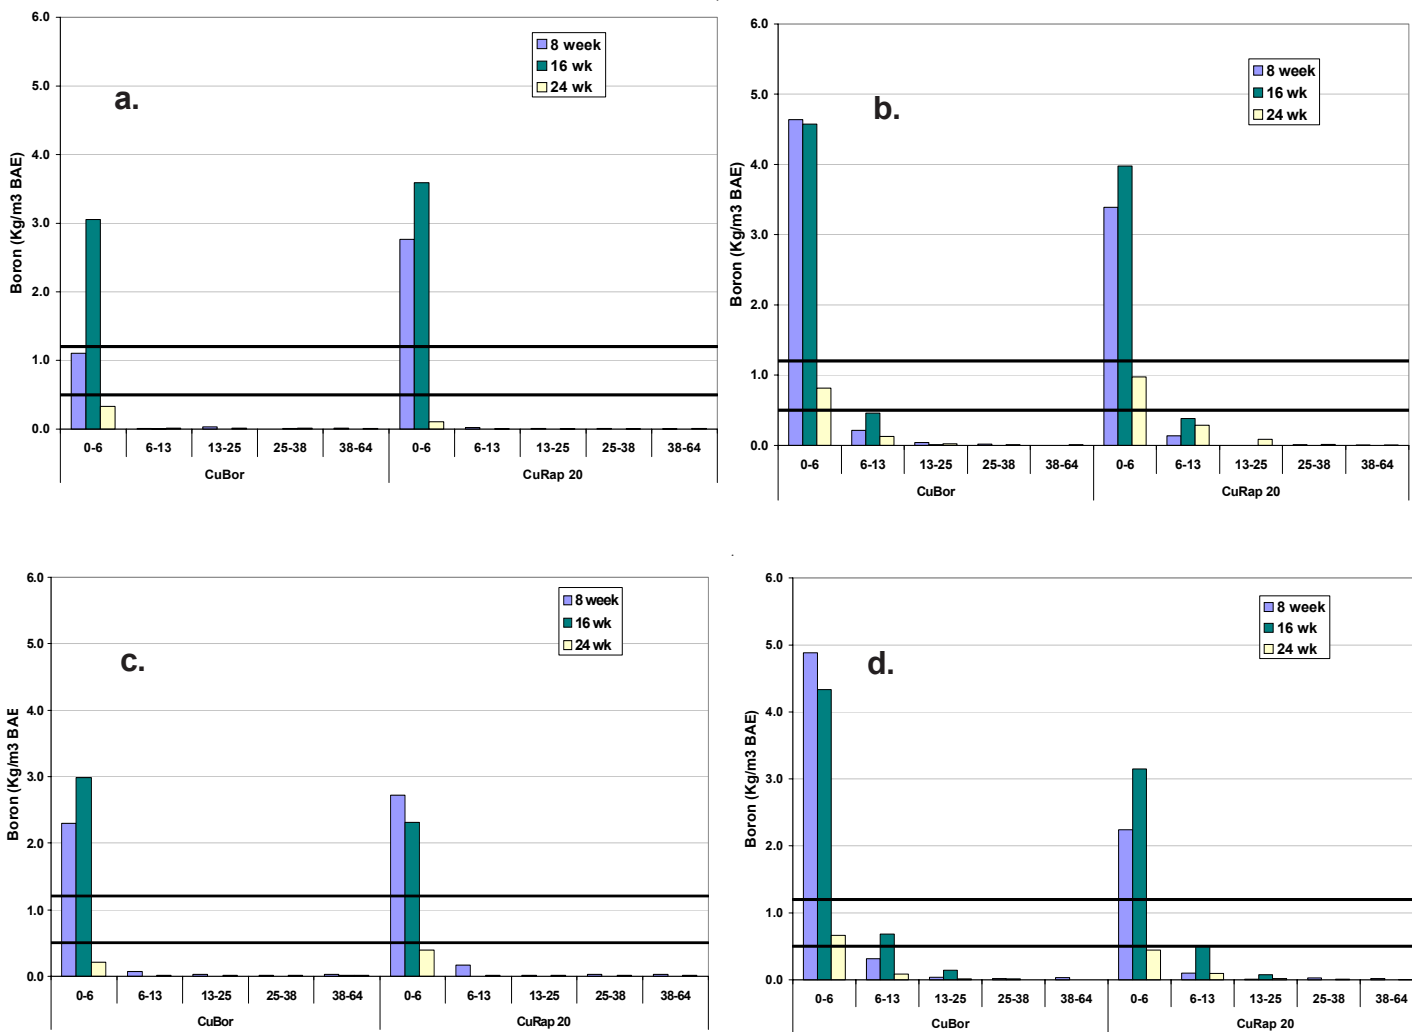 a.
Boron (Kg/m3 BAE)
6.0
5.0
4.0
3.0
2.0
1.0
0.0
8 week
16 wk
24 wk
0-6 6-13 13-25 25-38 38-64 0-6 6-13 13-25 25-38 38-64
CuBor CuRap 20
b.
Boron (Kg/m3 BAE)
6.0
5.0
4.0
3.0
2.0
1.0
0.0
8 week
16 wk
24 wk
0-6 6-13 13-25 25-38 38-64 0-6 6-13 13-25 25-38 38-64
CuBor CuRap 20
c.
Boron (Kg/m3 BAE
6.0
5.0
4.0
3.0
2.0
1.0
0.0
8 week
16 wk
24 wk
0-6 6-13 13-25 25-38 38-64 0-6 6-13 13-25 25-38 38-64
CuBor CuRap 20
d.
Boron (Kg/m3 BAE)
6.0
5.0
4.0
3.0
2.0
1.0
0.0
8 week
16 wk
24 wk
0-6 6-13 13-25 25-38 38-64 0-6 6-13 13-25 25-38 38-64
CuBor CuRap 20